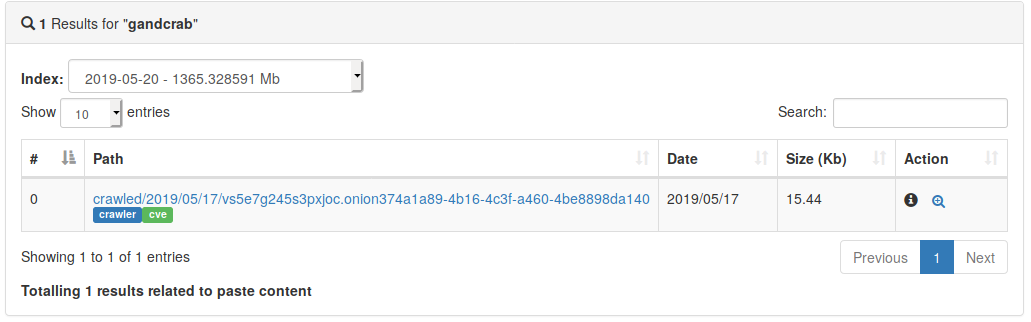 1 Results for "gandcrab"
Index: 2019-05-20 - 1365.328591 Mb
Show 10 entries Search:
# Path Date Size (Kb) Action
0 crawled/2019/05/17/vs5e7g245s3pxjoc.onion374a1a89-4b16-4c3f-a460-4be8898da140 2019/05/17 15.44
crawler cve
Showing 1 to 1 of 1 entries Previous 1 Next
Totalling 1 results related to paste content